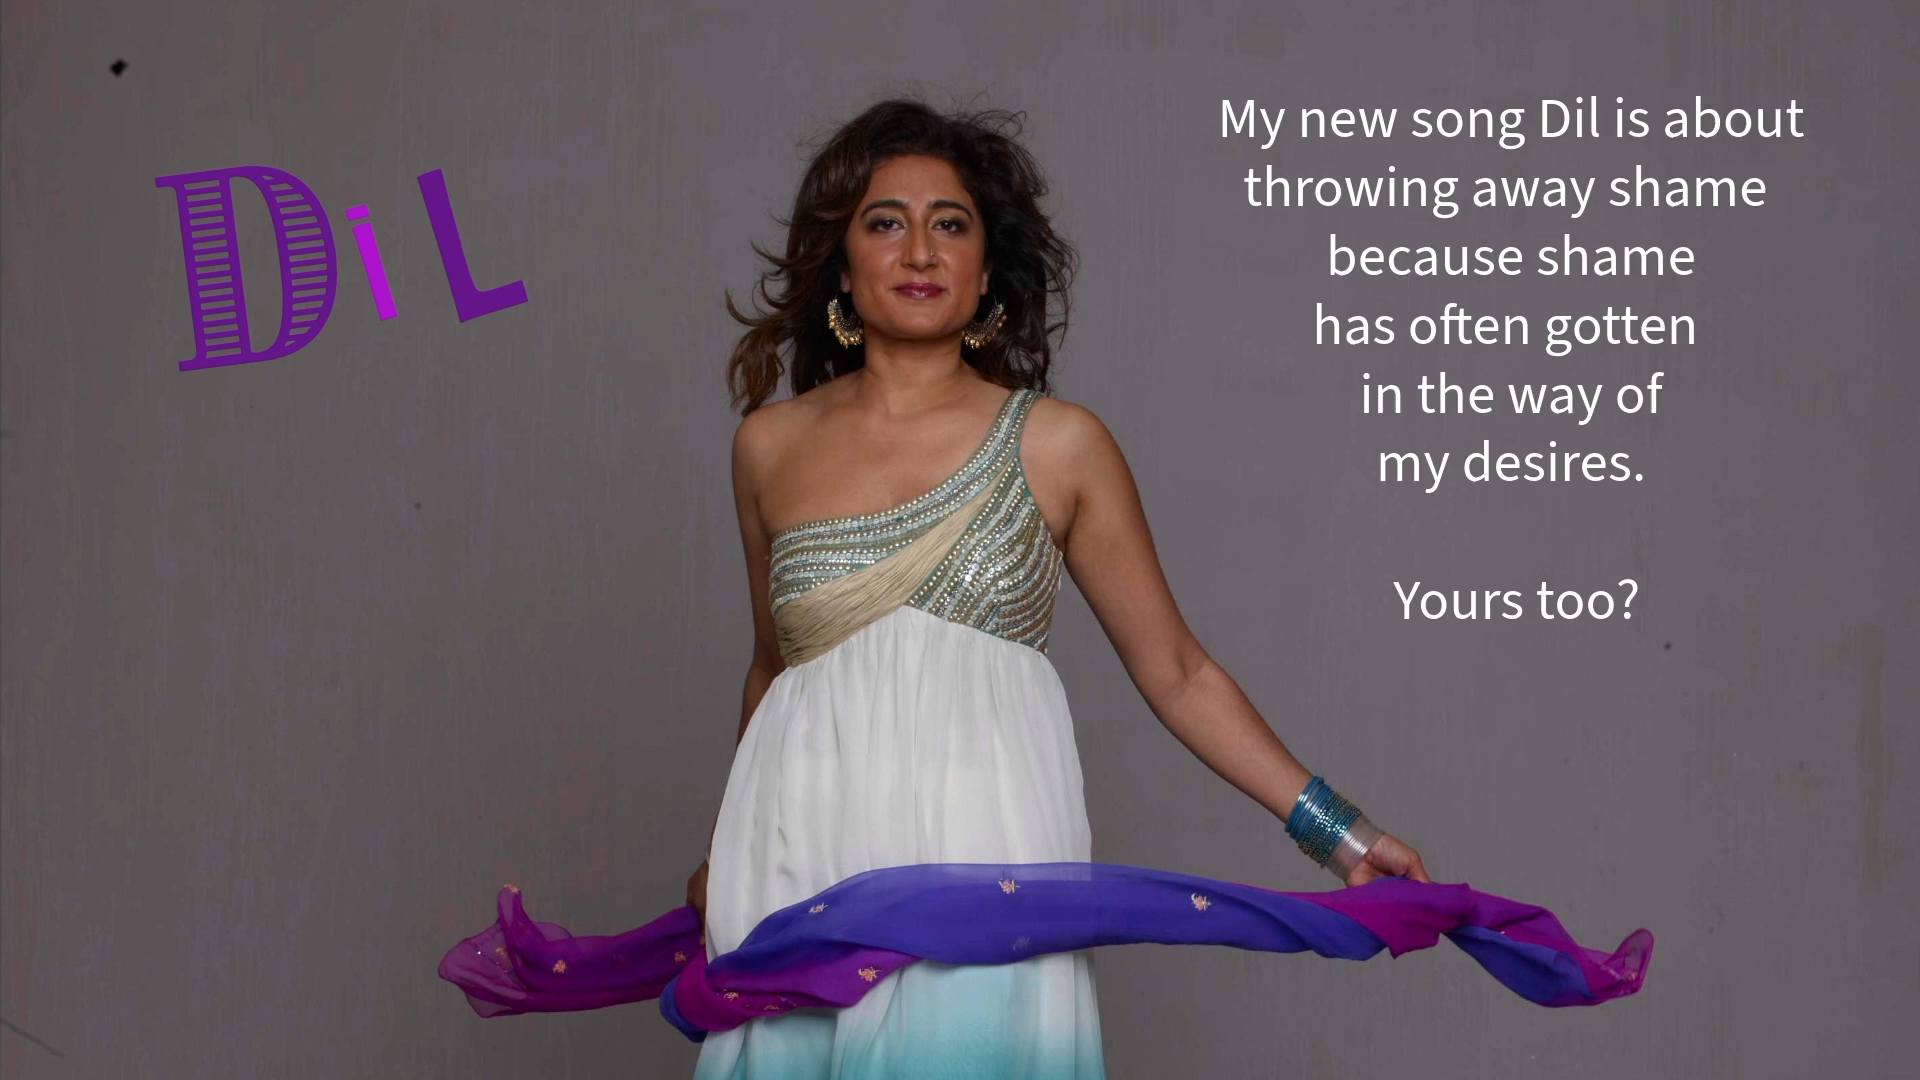 DiL
My new song Dil is about
throwing away shame
because shame
has often gotten
in the way of
my desires.
Yours too?